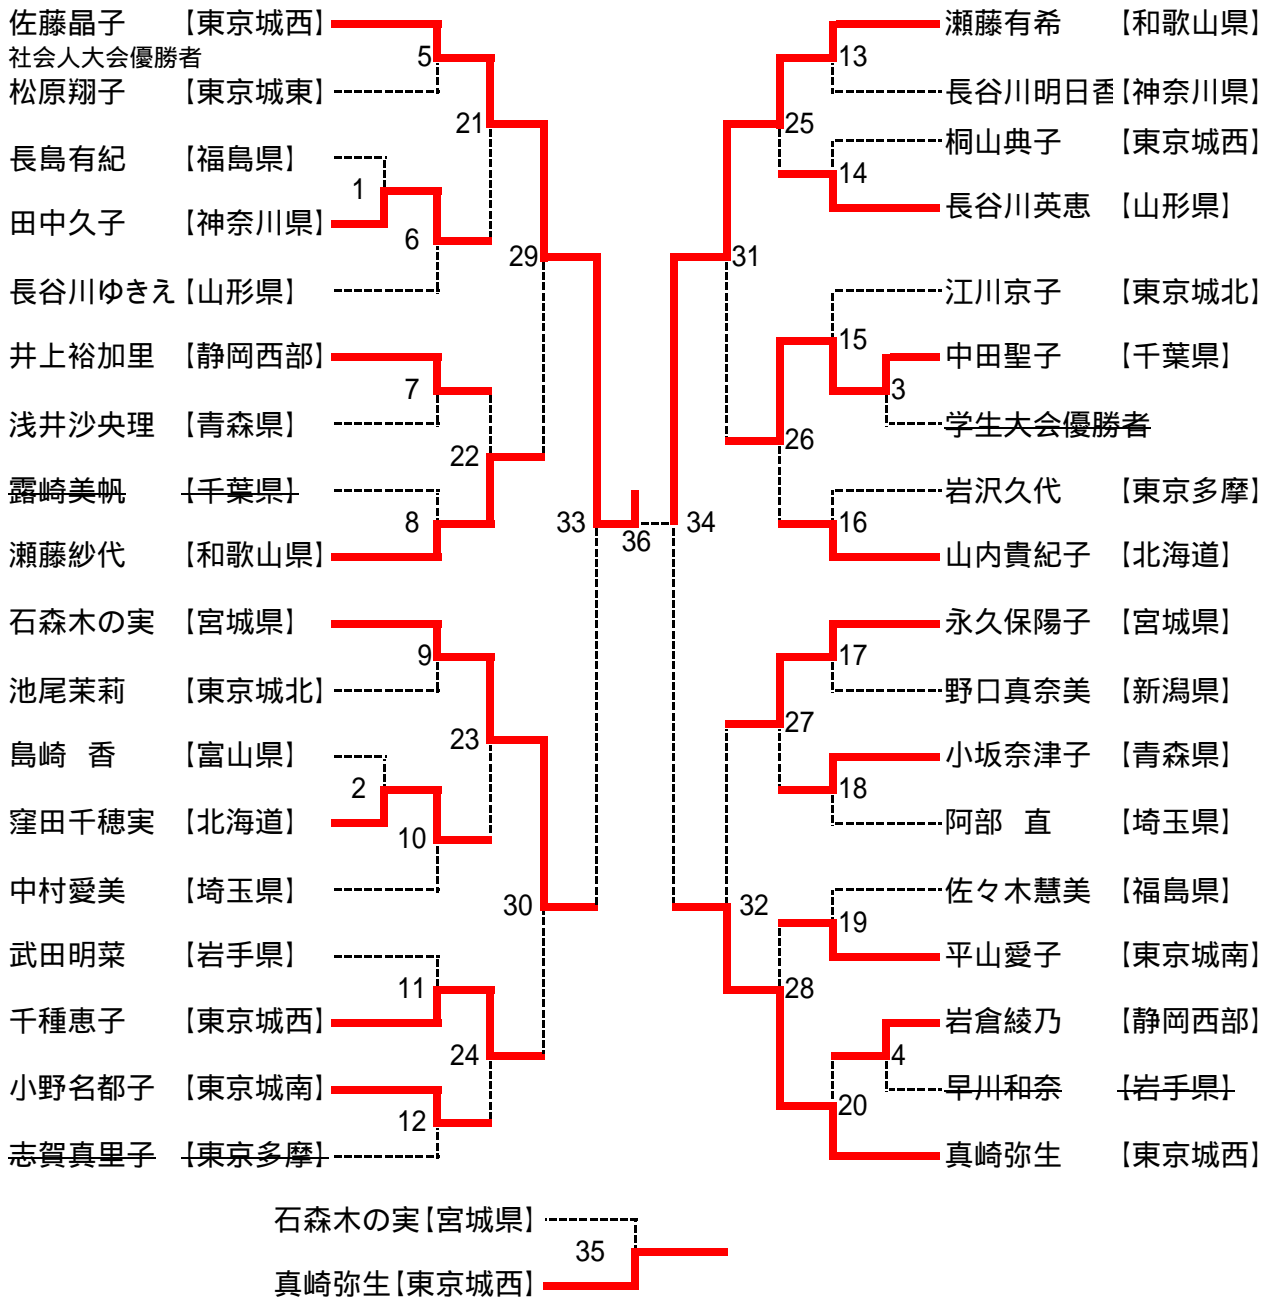 佐藤晶子 【東京城西】
社会人大会優勝者
5
松原翔子 【東京城東】
21
長島有紀 【福島県】
1
田中久子 【神奈川県】
6
29
長谷川ゆきえ【山形県】
井上裕加里 【静岡西部】
7
浅井沙央理 【青森県】
22
露崎美帆 【千葉県】
8
33
瀬藤紗代 【和歌山県】
石森木の実 【宮城県】
9
池尾茉莉 【東京城北】
23
島崎 香 【富山県】
2
窪田千穂実 【北海道】
10
中村愛美 【埼玉県】
30
武田明菜 【岩手県】
11
千種恵子 【東京城西】
24
小野名都子 【東京城南】
12
志賀真里子 【東京多摩】
36
瀬藤有希 【和歌山県】
13
長谷川明日香【神奈川県】
25
桐山典子 【東京城西】
14
長谷川英恵 【山形県】
31
江川京子 【東京城北】
15
中田聖子 【千葉県】
3
学生大会優勝者
26
岩沢久代 【東京多摩】
16
34
山内貴紀子 【北海道】
永久保陽子 【宮城県】
17
野口真奈美 【新潟県】
27
小坂奈津子 【青森県】
18
阿部 直 【埼玉県】
佐々木慧美 【福島県】
32
19
平山愛子 【東京城南】
28
岩倉綾乃 【静岡西部】
4
早川和奈 【岩手県】
20
真崎弥生 【東京城西】
石森木の実【宮城県】
35
真崎弥生【東京城西】